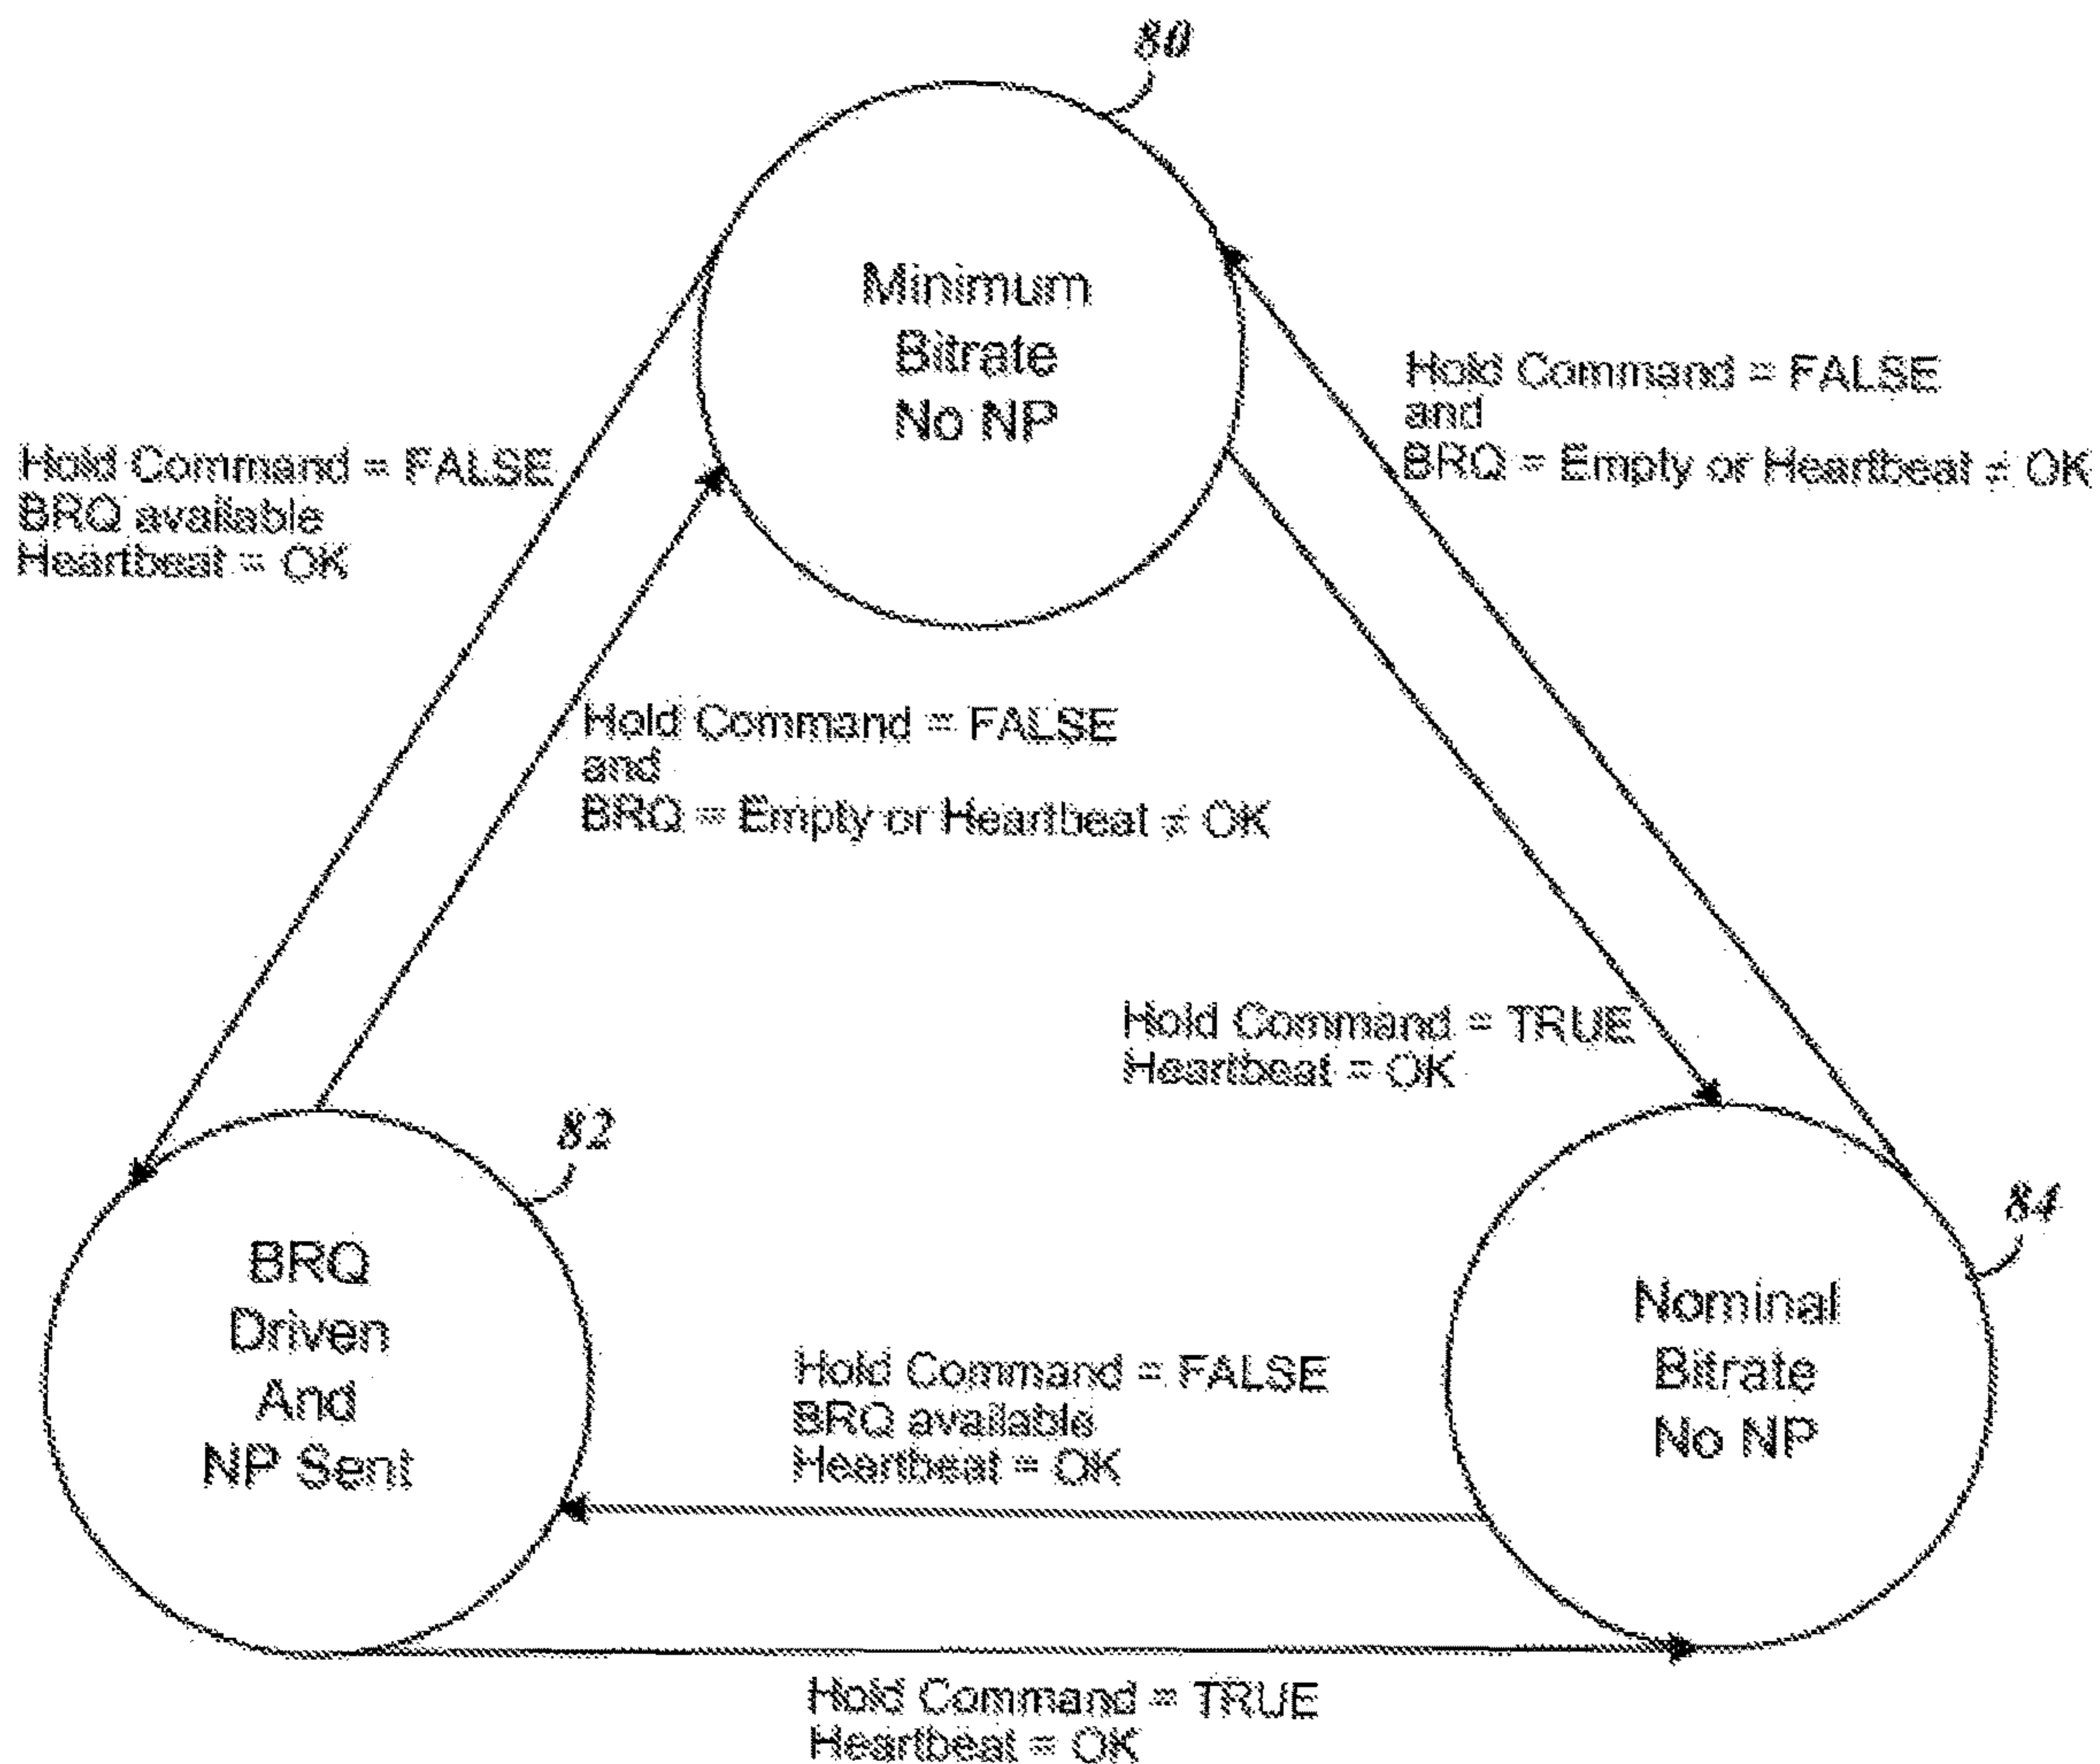 80
Minimum
Bitrate
No NP
Hold Command = FALSE
and
BRQ = Empty or Heartbeat ≠ OK
Hold Command = FALSE
BRQ available
Heartbeat = OK
Hold Command = FALSE
and
BRQ = Empty or Heartbeat ≠ OK
Hold Command = TRUE
Heartbeat = OK
82
BRQ
Driven
And
NP Sent
84
Nominal
Bitrate
No NP
Hold Command = FALSE
BRQ available
Heartbeat = OK
Hold Command = TRUE
Heartbeat = OK